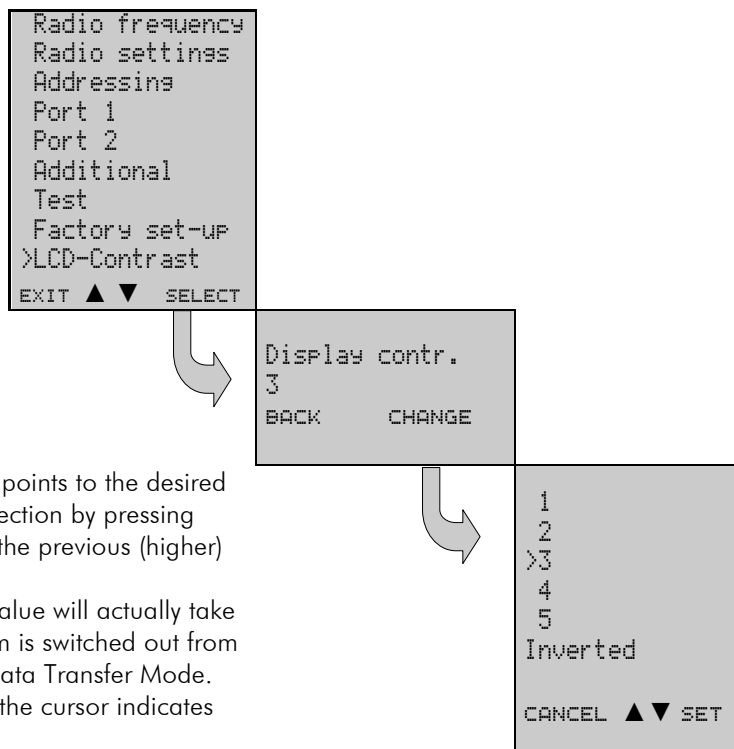 Radio frequency
Radio settings
Addressing
Port 1
Port 2
Additional
Test
Factory set-up
>LCD-Contrast
EXIT ▲ ▼ SELECT
Display contr.
3
BACK CHANGE
points to the desired
ection by pressing
the previous (higher)
alue will actually take
m is switched out from
ata Transfer Mode.
the cursor indicates
1
2
>3
4
5
Inverted
CANCEL ▲▼ SET